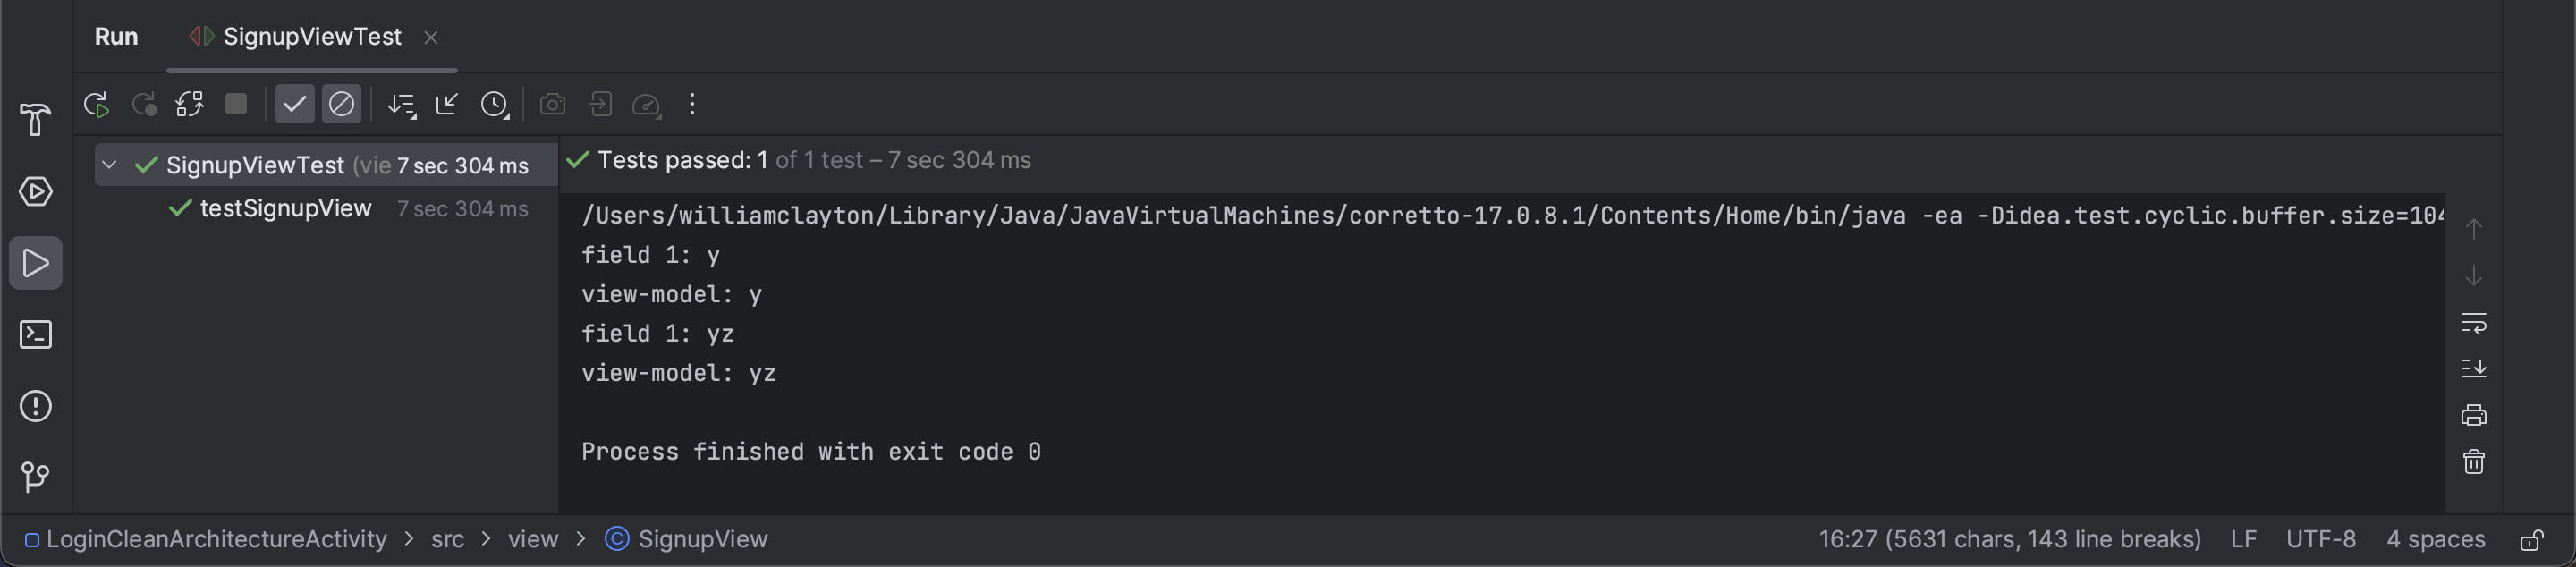 Run SignupViewTest
SignupViewTest (vie 7 sec 304 ms
testSignupView 7 sec 304 ms
Tests passed: 1 of 1 test – 7 sec 304 ms
/Users/williamclayton/Library/Java/JavaVirtualMachines/corretto-17.0.8.1/Contents/Home/bin/java -ea -Didea.test.cyclic.buffer.size=104
field 1: y
view-model: y
field 1: yz
view-model: yz
Process finished with exit code 0
LoginCleanArchitectureActivity > src > view > SignupView 16:27 (5631 chars, 143 line breaks) LF UTF-8 4 spaces